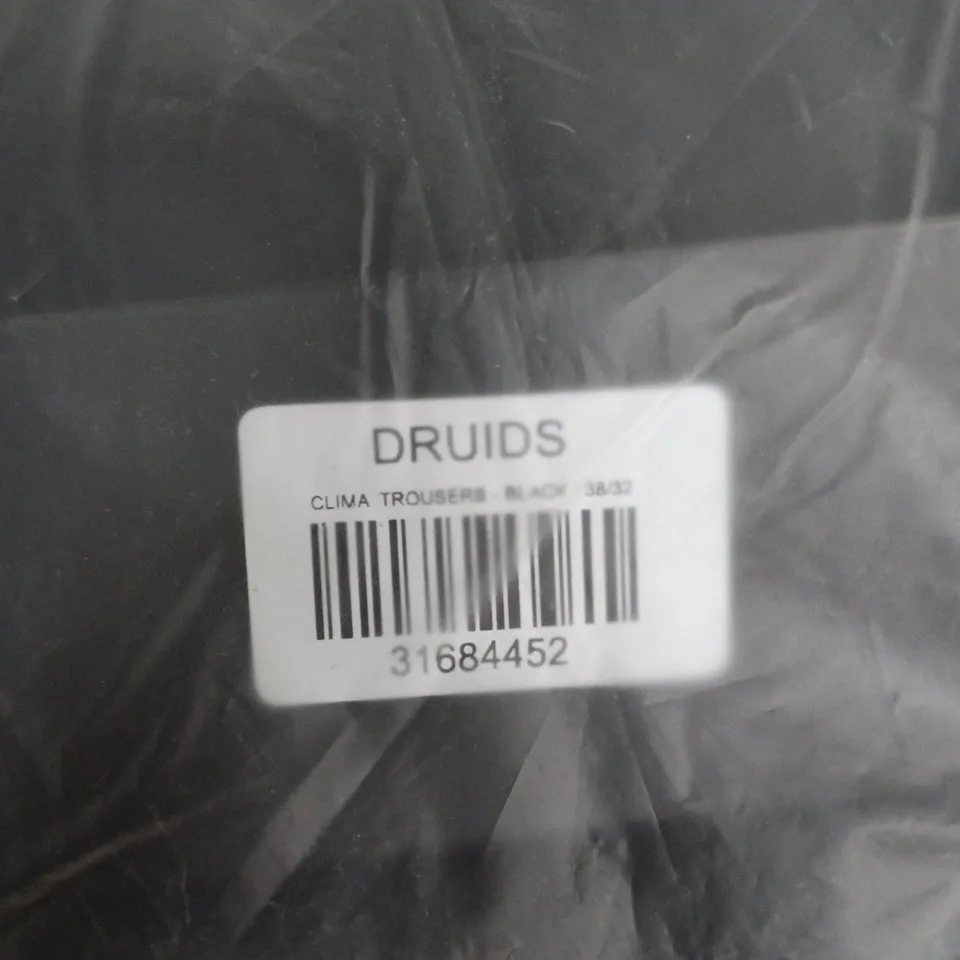 DRUIDS
CLIMA TROUSERS - BLACK 38/32
31684452